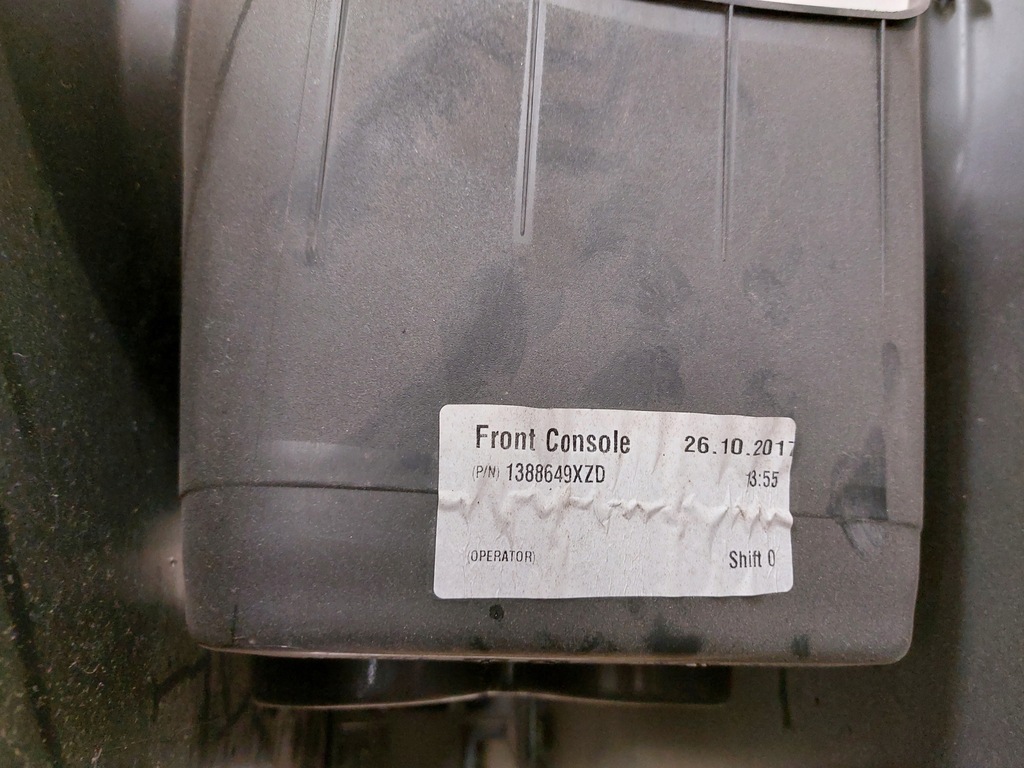 Front Console 26.10.2017
(P/N) 1388649XZD 13:55
(OPERATOR) Shift 0